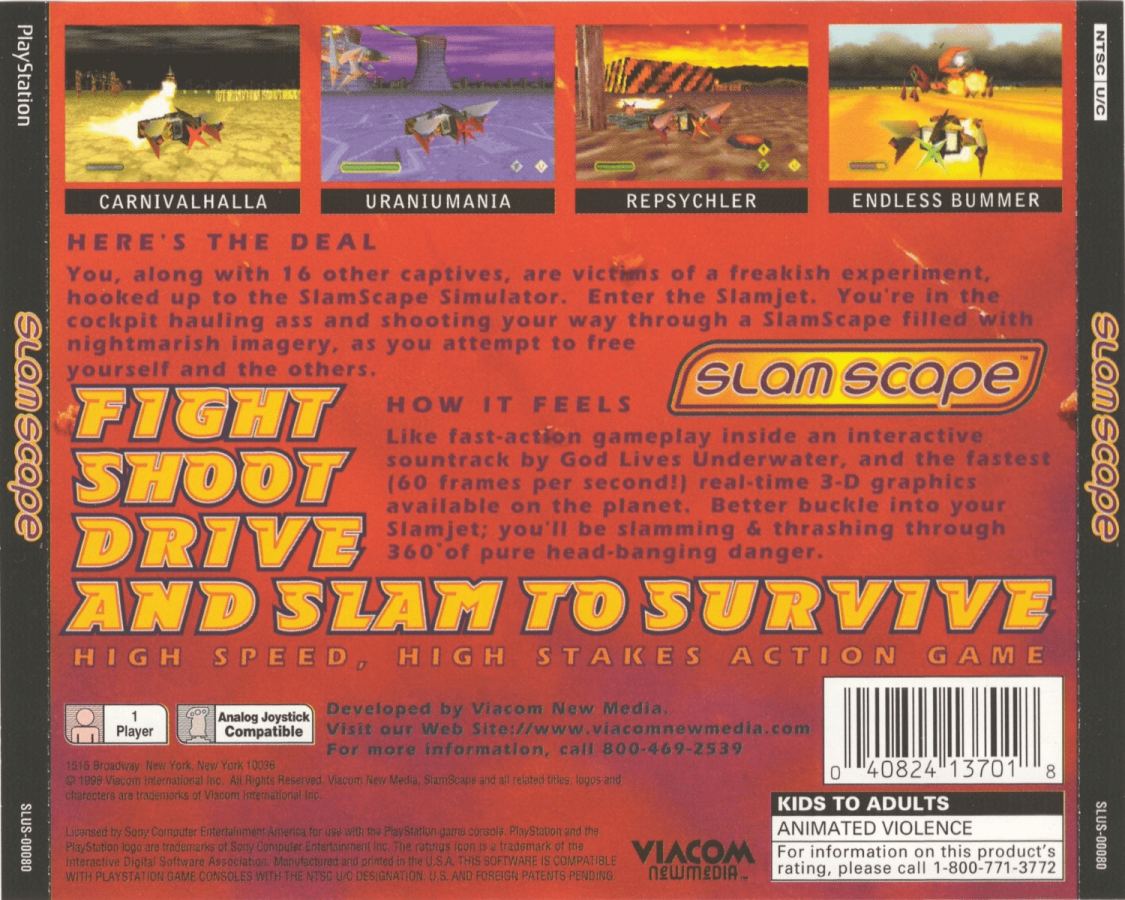 PlayStation
SLAMSCAPE
SLUS-00080
CARNIVALHALLA
URANIUMANIA
REPSYCHLER
ENDLESS BUMMER
HERE'S THE DEAL
You, along with 16 other captives, are victims of a freakish experiment,
hooked up to the SlamScape Simulator. Enter the Slamjet. You're in the
cockpit hauling ass and shooting your way through a SlamScape filled with
nightmarish imagery, as you attempt to free
yourself and the others.
SLAMSCAPE™
FIGHT
SHOOT
DRIVE
AND SLAM TO SURVIVE
HOW IT FEELS
Like fast-action gameplay inside an interactive
sountrack by God Lives Underwater, and the fastest
(60 frames per second!) real-time 3-D graphics
available on the planet. Better buckle into your
Slamjet; you'll be slamming & thrashing through
360°of pure head-banging danger.
HIGH SPEED, HIGH STAKES ACTION GAME
1
Player
Analog Joystick
Compatible
Developed by Viacom New Media.
Visit our Web Site://www.viacomnewmedia.com
For more information, call 800-469-2539
1515 Broadway, New York, New York 10036
© 1996 Viacom International Inc. All Rights Reserved. Viacom New Media, SlamScape and all related titles, logos and
characters are trademarks of Viacom International Inc.
Licensed by Sony Computer Entertainment America for use with the PlayStation game console. PlayStation and the
PlayStation logo are trademarks of Sony Computer Entertainment Inc. The ratings icon is a trademark of the
Interactive Digital Software Association. Manufactured and printed in the U.S.A. THIS SOFTWARE IS COMPATIBLE
WITH PLAYSTATION GAME CONSOLES WITH THE NTSC U/C DESIGNATION. U.S. AND FOREIGN PATENTS PENDING.
VIACOM
newmedia™
0 40824 13701 8
KIDS TO ADULTS
ANIMATED VIOLENCE
For information on this product's
rating, please call 1-800-771-3772
NTSC U/C
SLAMSCAPE
SLUS-00080